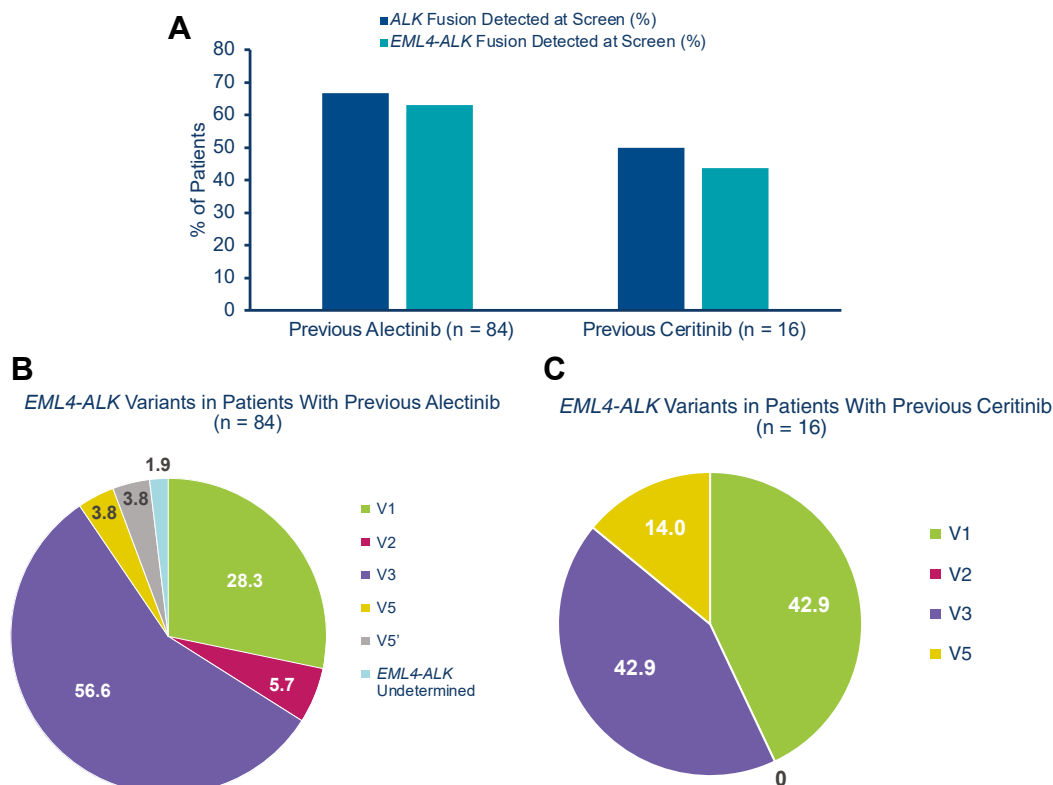 A
ALK Fusion Detected at Screen (%)
EML4-ALK Fusion Detected at Screen (%)
80
70
60
50
40
30
20
10
0
% of Patients
Previous Alectinib (n = 84)
Previous Ceritinib (n = 16)
B
EML4-ALK Variants in Patients With Previous Alectinib
(n = 84)
1.9
3.8
3.8
28.3
5.7
56.6
V1
V2
V3
V5
V5’
EML4-ALK
Undetermined
C
EML4-ALK Variants in Patients With Previous Ceritinib
(n = 16)
14.0
42.9
42.9
0
V1
V2
V3
V5